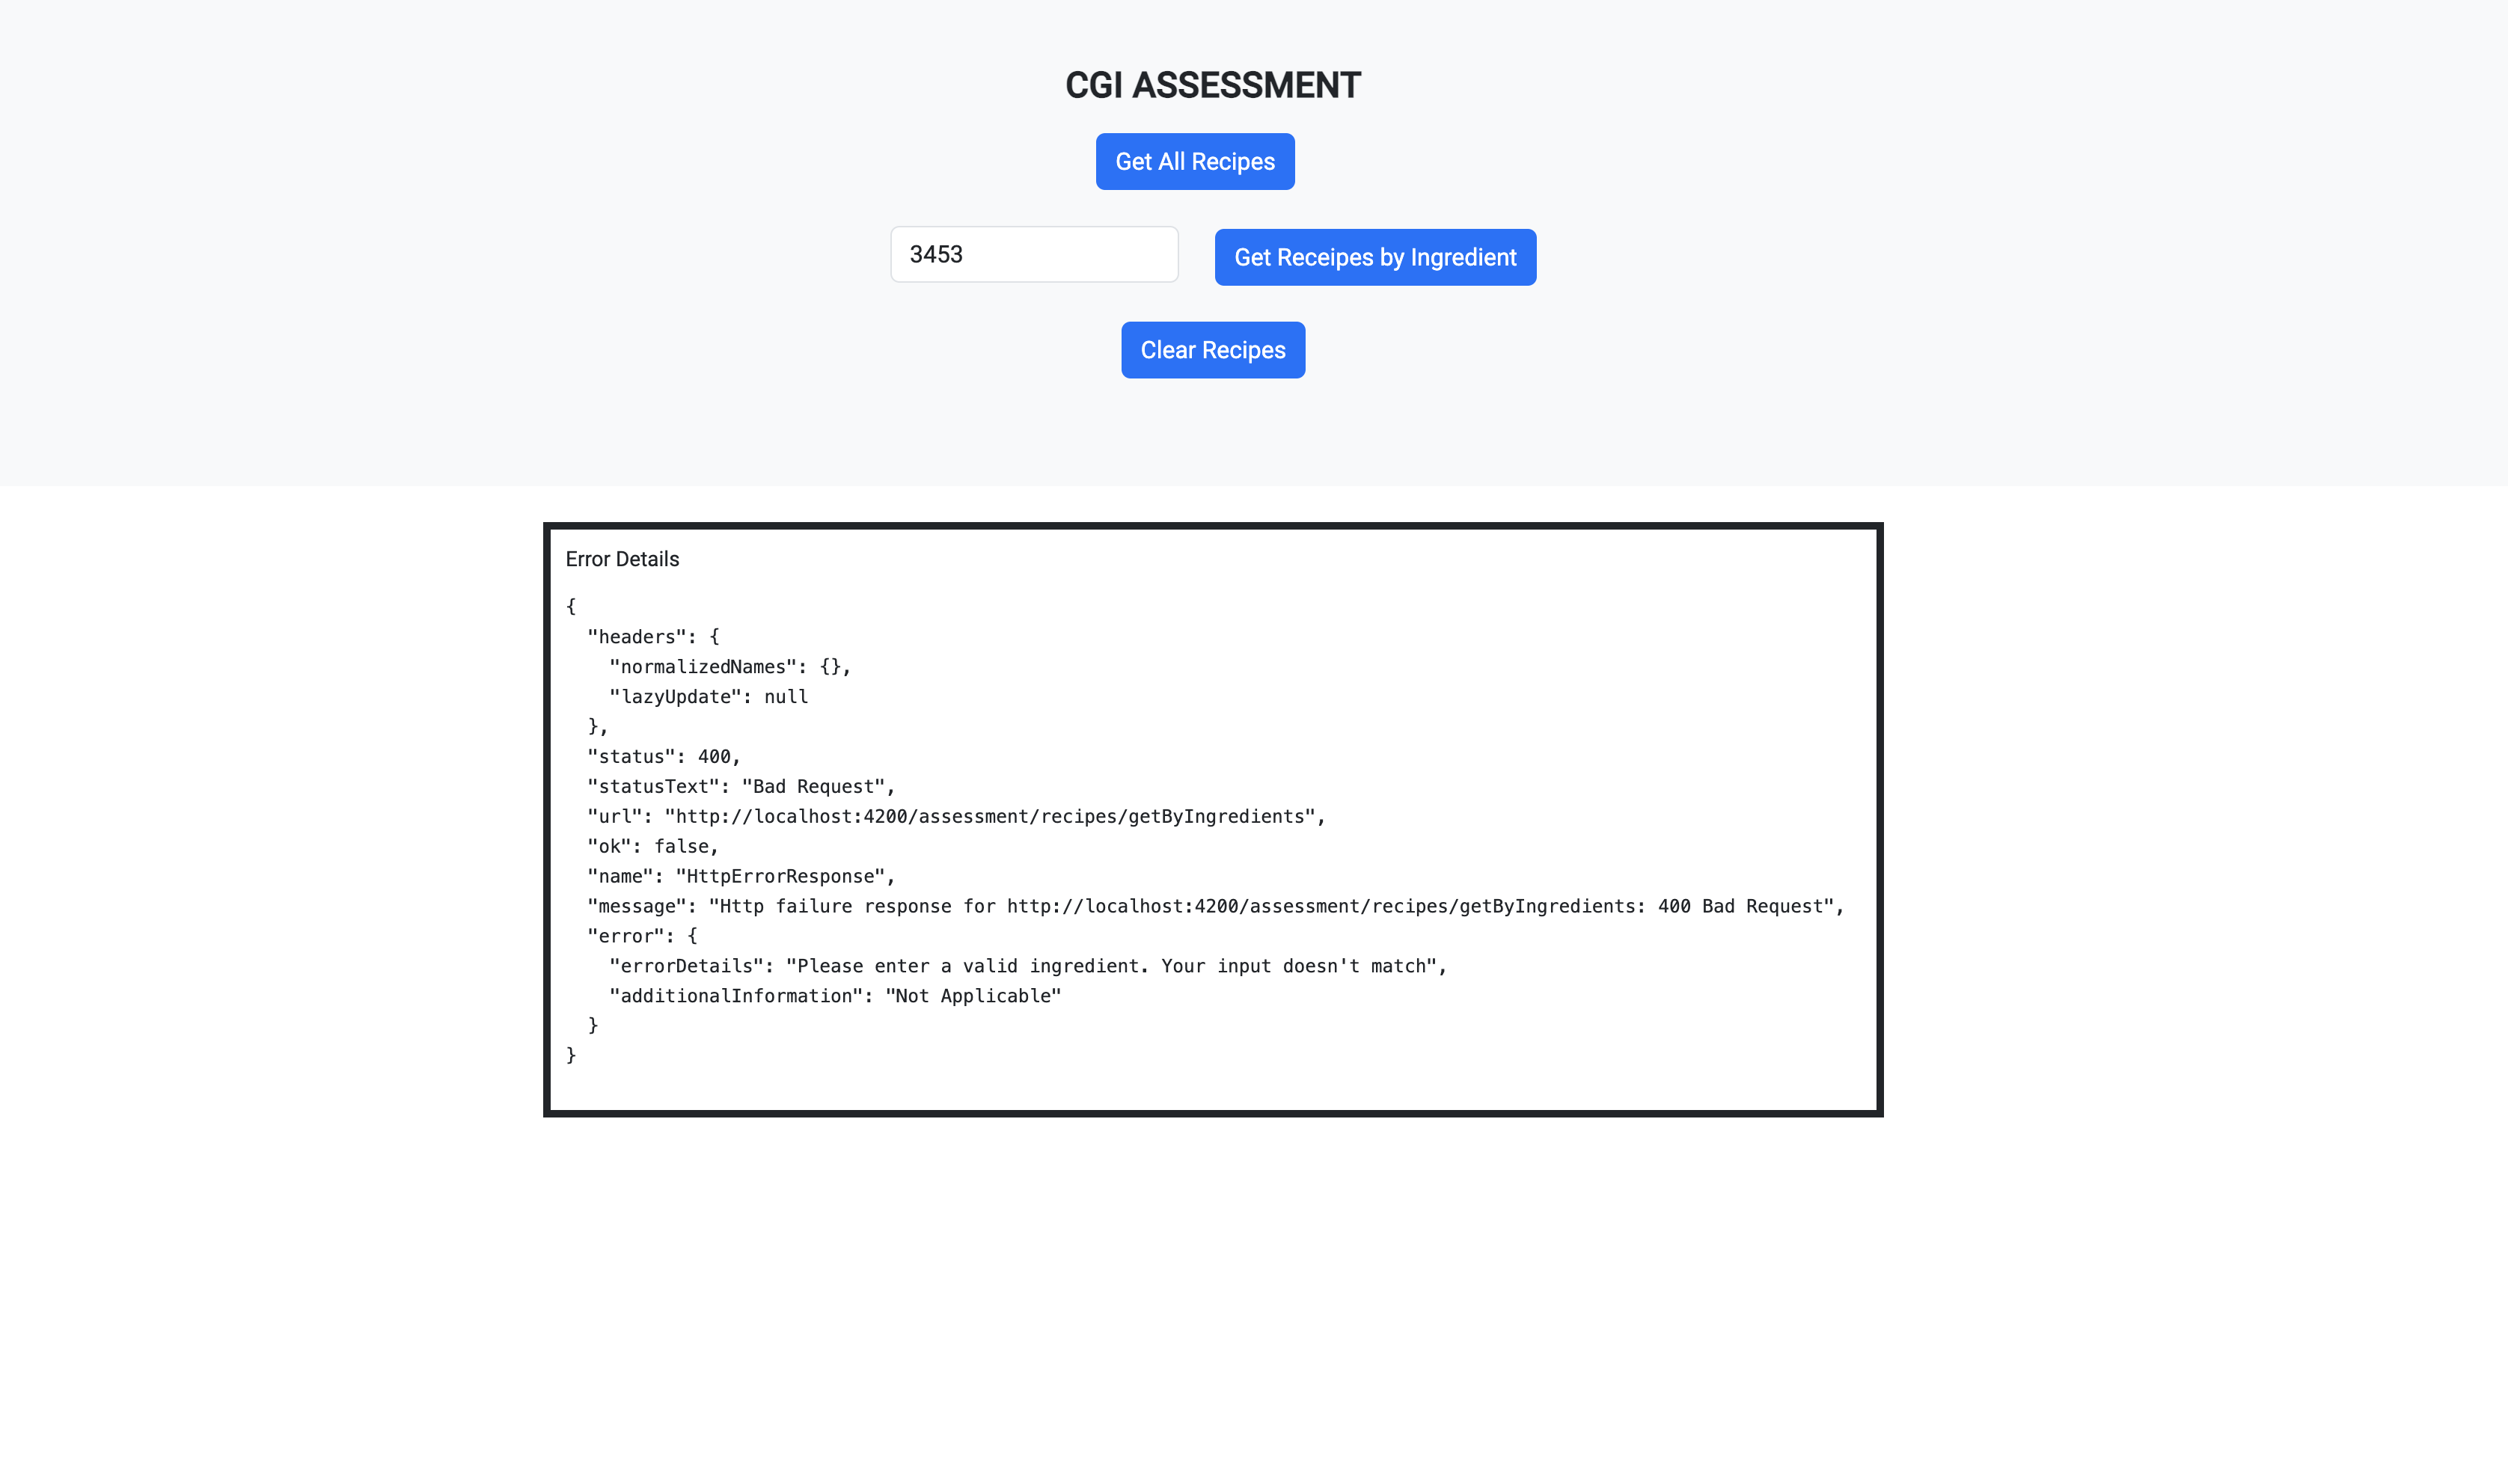 CGI ASSESSMENT
Get All Recipes
3453
Get Receipes by Ingredient
Clear Recipes
Error Details
{
  "headers": {
    "normalizedNames": {},
    "lazyUpdate": null
  },
  "status": 400,
  "statusText": "Bad Request",
  "url": "http://localhost:4200/assessment/recipes/getByIngredients",
  "ok": false,
  "name": "HttpErrorResponse",
  "message": "Http failure response for http://localhost:4200/assessment/recipes/getByIngredients: 400 Bad Request",
  "error": {
    "errorDetails": "Please enter a valid ingredient. Your input doesn't match",
    "additionalInformation": "Not Applicable"
  }
}